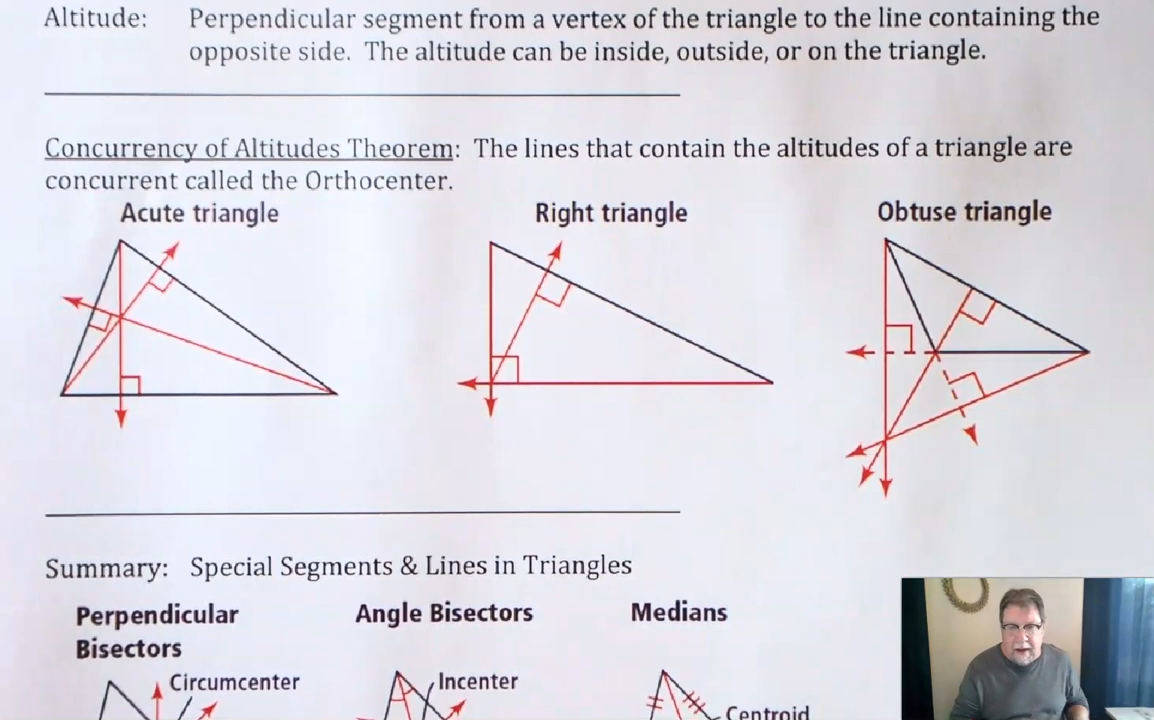 Altitude: Perpendicular segment from a vertex of the triangle to the line containing the
opposite side. The altitude can be inside, outside, or on the triangle.
Concurrency of Altitudes Theorem: The lines that contain the altitudes of a triangle are
concurrent called the Orthocenter.
Acute triangle Right triangle Obtuse triangle
Summary: Special Segments & Lines in Triangles
Perpendicular Angle Bisectors Medians
Bisectors
Circumcenter Incenter
Centroid